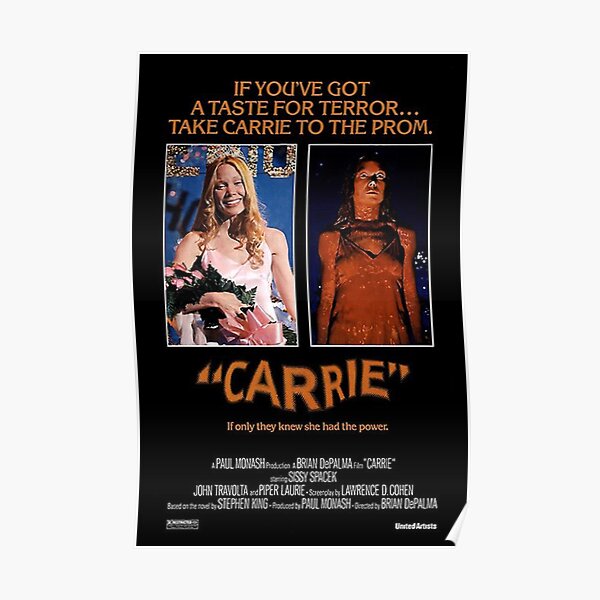 IF YOU'VE GOT
A TASTE FOR TERROR...
TAKE CARRIE TO THE PROM.
"CARRIE"
If only they knew she had the power.
A PAUL MONASH Production A BRIAN DePALMA Film "CARRIE"
starring SISSY SPACEK
JOHN TRAVOLTA and PIPER LAURIE - Screenplay by LAWRENCE D. COHEN
Based on the novel by STEPHEN KING - Produced by PAUL MONASH - Directed by BRIAN DePALMA
R RESTRICTED
United Artists